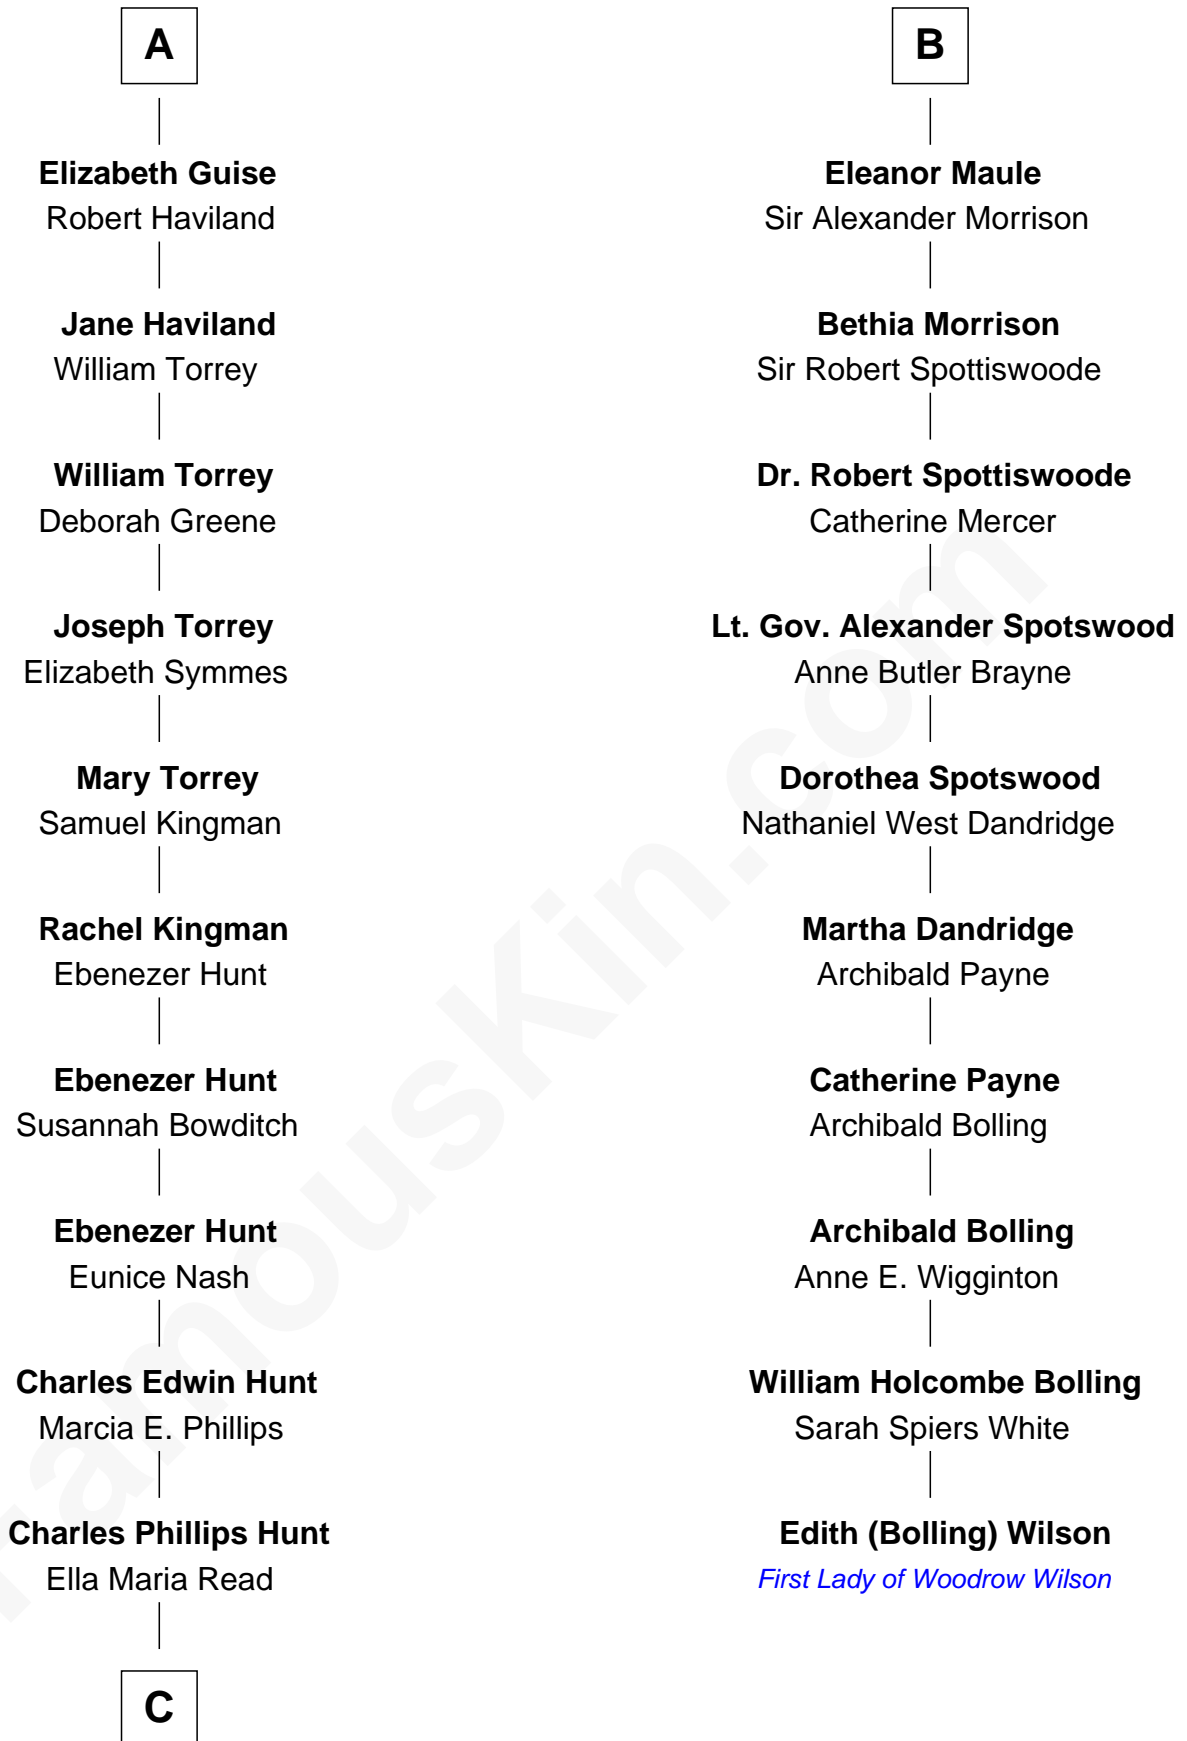 A
Elizabeth Guise
Robert Haviland
Jane Haviland
William Torrey
William Torrey
Deborah Greene
Joseph Torrey
Elizabeth Symmes
Mary Torrey
Samuel Kingman
Rachel Kingman
Ebenezer Hunt
Ebenezer Hunt
Susannah Bowditch
Ebenezer Hunt
Eunice Nash
Charles Edwin Hunt
Marcia E. Phillips
Charles Phillips Hunt
Ella Maria Read
C
B
Eleanor Maule
Sir Alexander Morrison
Bethia Morrison
Sir Robert Spottiswoode
Dr. Robert Spottiswoode
Catherine Mercer
Lt. Gov. Alexander Spotswood
Anne Butler Brayne
Dorothea Spotswood
Nathaniel West Dandridge
Martha Dandridge
Archibald Payne
Catherine Payne
Archibald Bolling
Archibald Bolling
Anne E. Wigginton
William Holcombe Bolling
Sarah Spiers White
Edith (Bolling) Wilson
First Lady of Woodrow Wilson
FamousKin.com